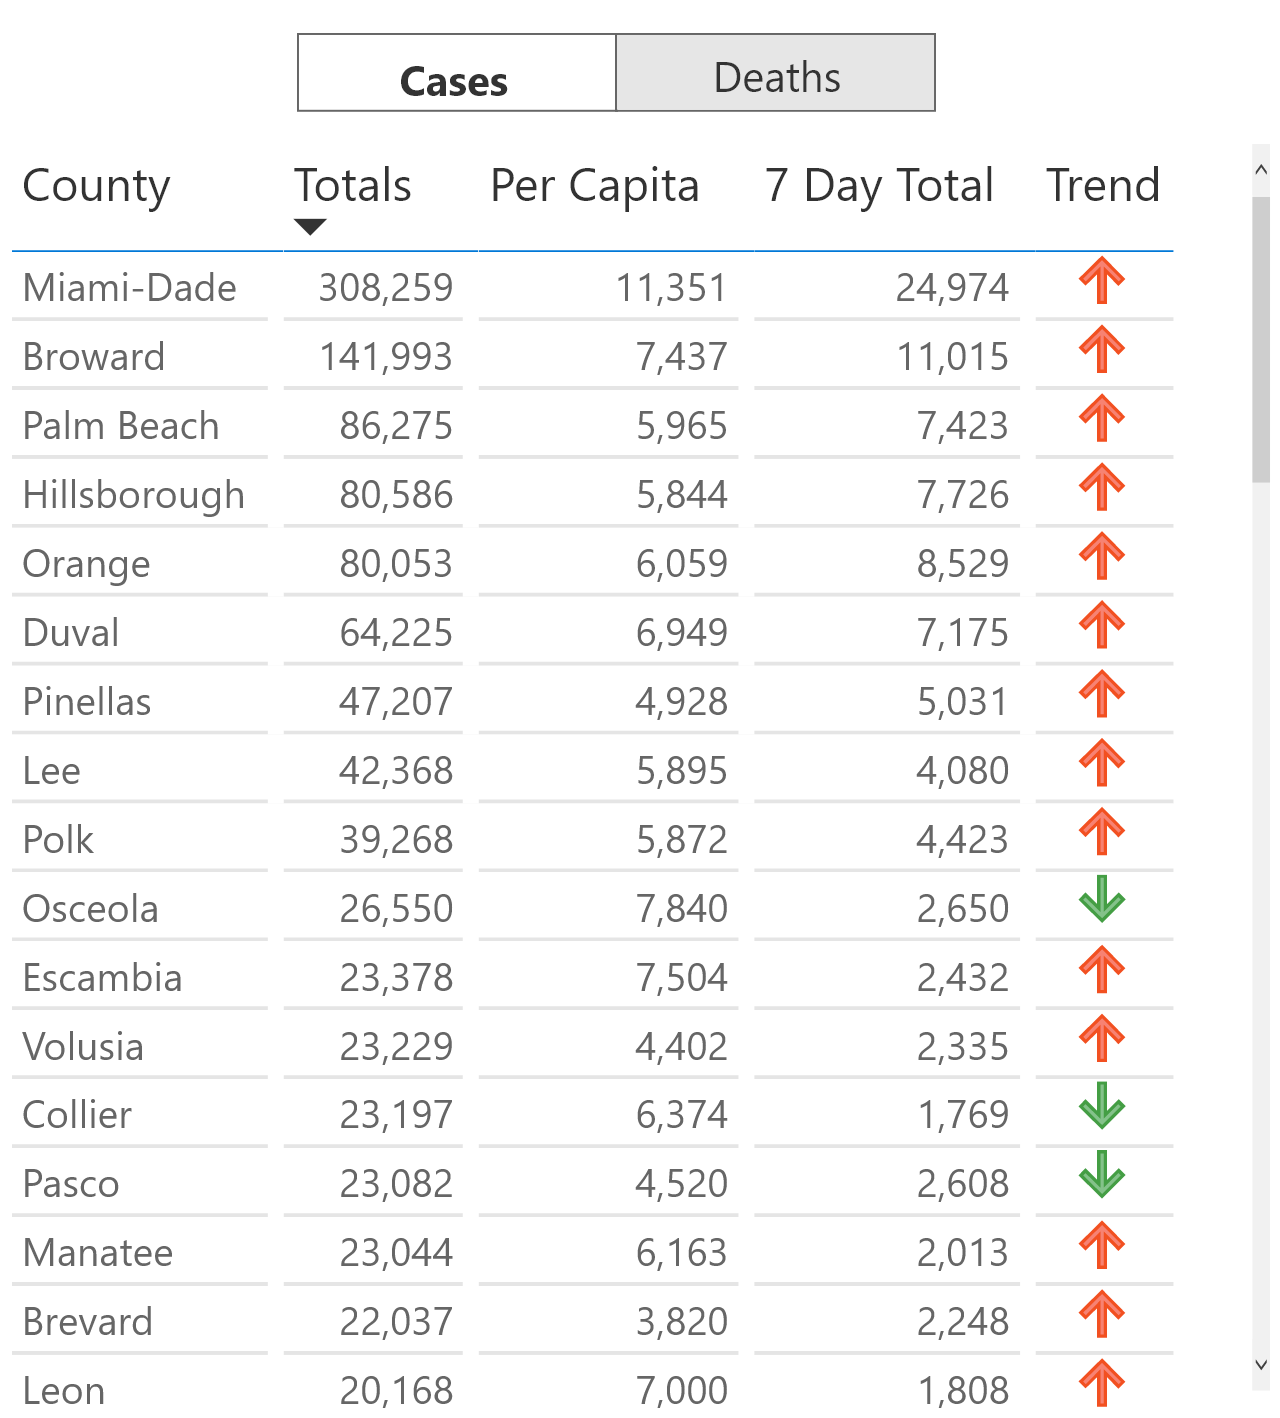 Cases Deaths
County Totals Per Capita 7 Day Total Trend
Miami-Dade 308,259 11,351 24,974
Broward 141,993 7,437 11,015
Palm Beach 86,275 5,965 7,423
Hillsborough 80,586 5,844 7,726
Orange 80,053 6,059 8,529
Duval 64,225 6,949 7,175
Pinellas 47,207 4,928 5,031
Lee 42,368 5,895 4,080
Polk 39,268 5,872 4,423
Osceola 26,550 7,840 2,650
Escambia 23,378 7,504 2,432
Volusia 23,229 4,402 2,335
Collier 23,197 6,374 1,769
Pasco 23,082 4,520 2,608
Manatee 23,044 6,163 2,013
Brevard 22,037 3,820 2,248
Leon 20,168 7,000 1,808